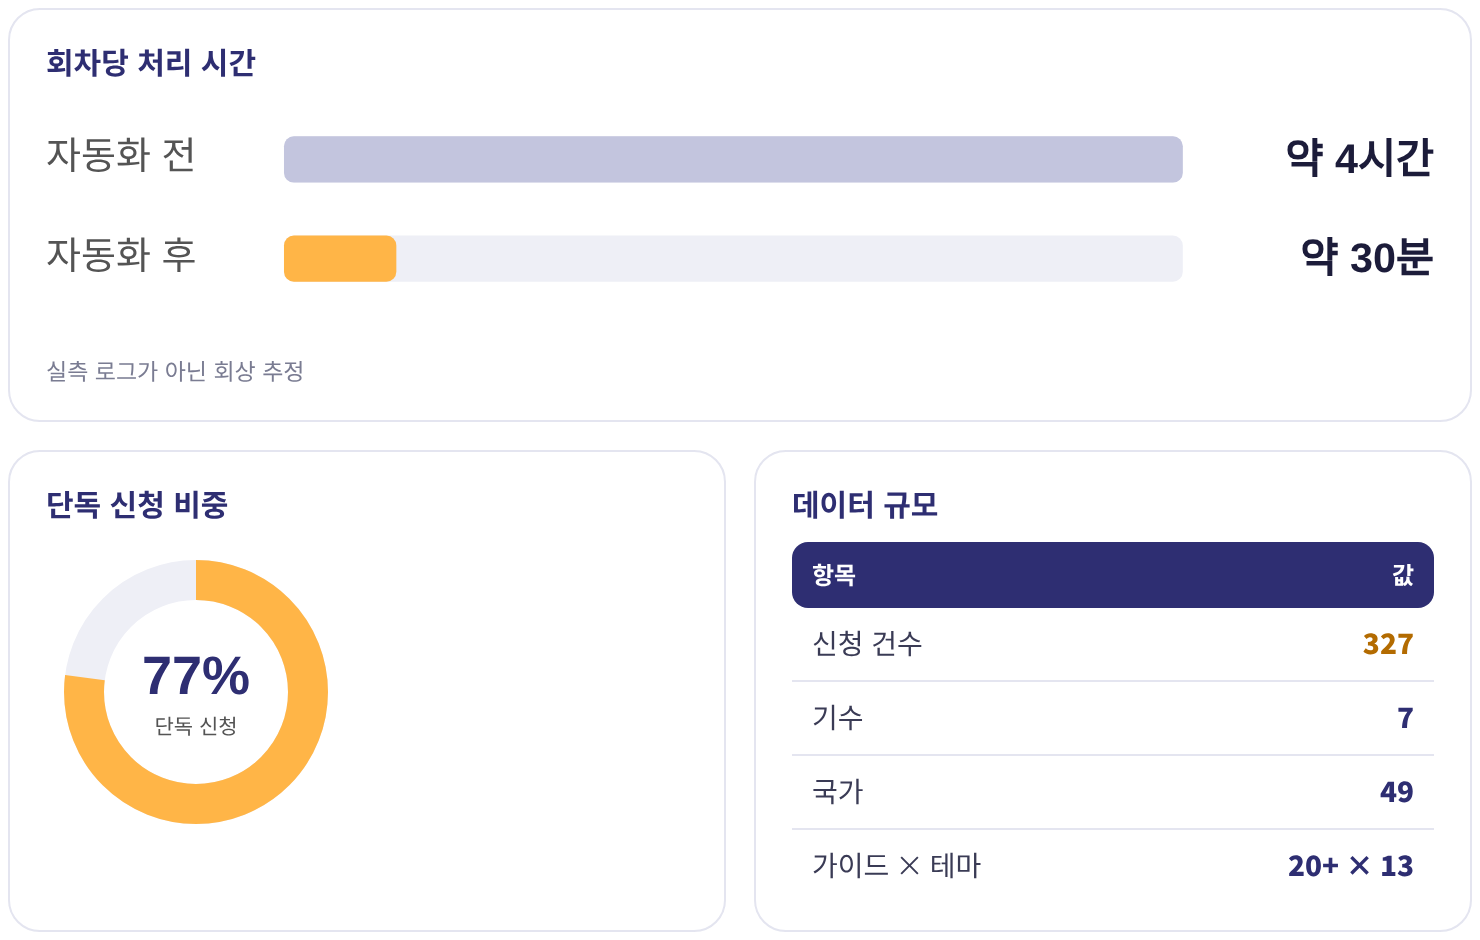 회차당 처리 시간
자동화 전 약 4시간
자동화 후 약 30분
실측 로그가 아닌 회상 추정
단독 신청 비중
77%
단독 신청
데이터 규모
항목 값
신청 건수 327
기수 7
국가 49
가이드 × 테마 20+ × 13